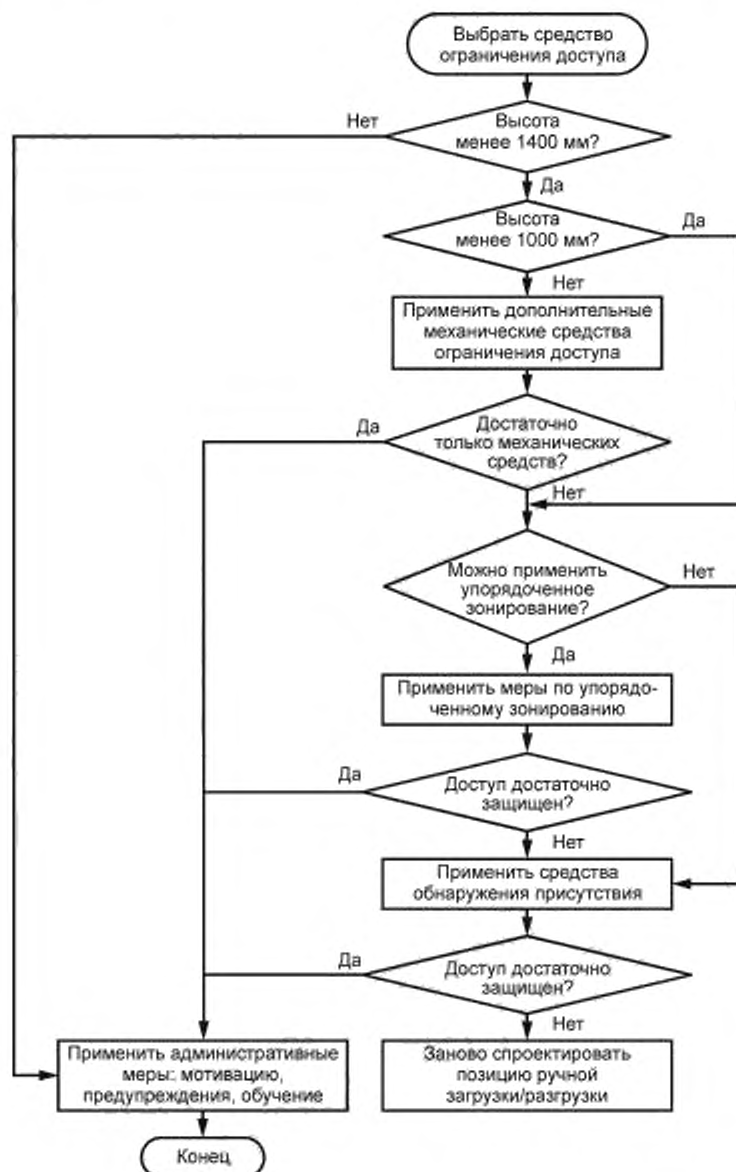 Выбрать средство
ограничения доступа
Нет
Высота
менее 1400 мм?
Да
Высота
менее 1000 мм?
Да
Нет
Применить дополнительные
механические средства
ограничения доступа
Да
Достаточно
только механических
средств?
Нет
Можно применить
упорядоченное
зонирование?
Нет
Да
Применить меры по упорядо-
ченному зонированию
Да
Доступ достаточно
защищен?
Нет
Применить средства
обнаружения присутствия
Да
Доступ достаточно
защищен?
Нет
Применить административные
меры: мотивацию,
предупреждения, обучение
Заново спроектировать
позицию ручной
загрузки/разгрузки
Конец